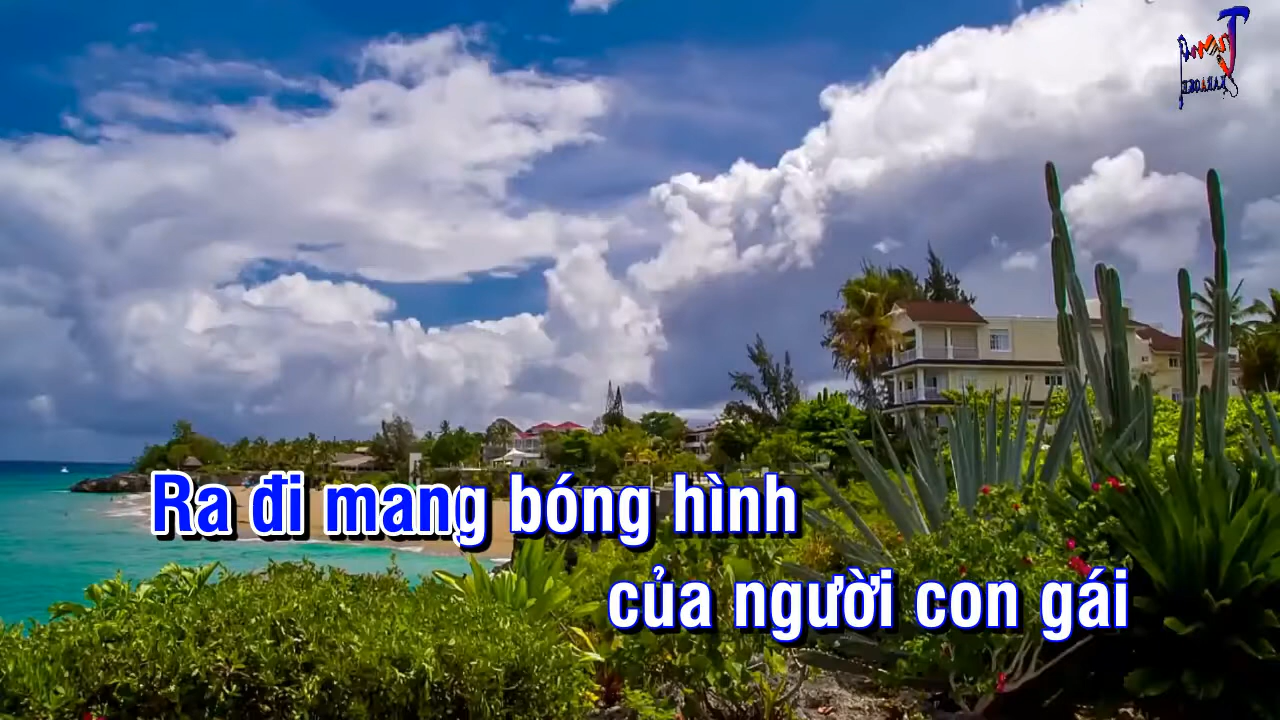 Ra đi mang bóng hình
của người con gái